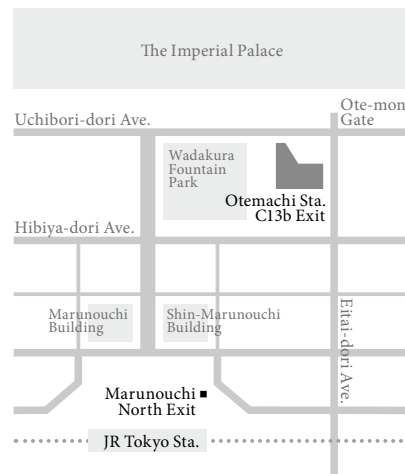 The Imperial Palace
Ote-mon
Gate
Uchibori-dori Ave.
Wadakura
Fountain
Park
Otemachi Sta.
C13b Exit
Hibiya-dori Ave.
Marunouchi
Building
Shin-Marunouchi
Building
Eitai-dori Ave.
Marunouchi
North Exit
JR Tokyo Sta.